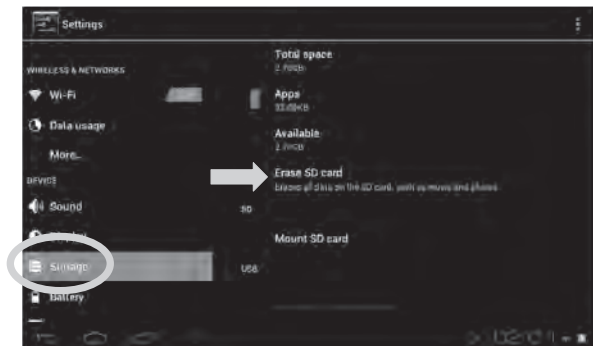 Settings
WIRELESS & NETWORKS
Wi-Fi
Data usage
More...
DEVICE
Sound
Storage
Battery
Total space
Apps
Available
Erase SD card
Erases all data on the SD card, such as music and photos
SD
Mount SD card
USB